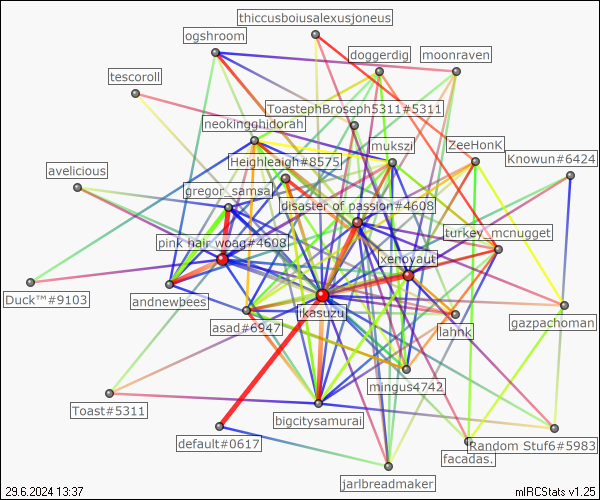 thiccusboiusalexusjoneus
ogshroom
doggerdig
moonraven
tescoroll
ToastephBroseph5311#5311
neokingghidorah
mukszi
ZeeHonK
Heighleaigh#8575
Knowun#6424
avelicious
gregor_samsa
disaster of passion#4608
turkey_mcnugget
pink hair woag#4608
xenoyaut
Duck™#9103
andnewbees
ikasuzu
asad#6947
lahnk
gazpachoman
mingus4742
Toast#5311
bigcitysamurai
default#0617
Random Stuf6#5983
facadas.
jarlbreadmaker
29.6.2024 13:37
mIRCStats v1.25